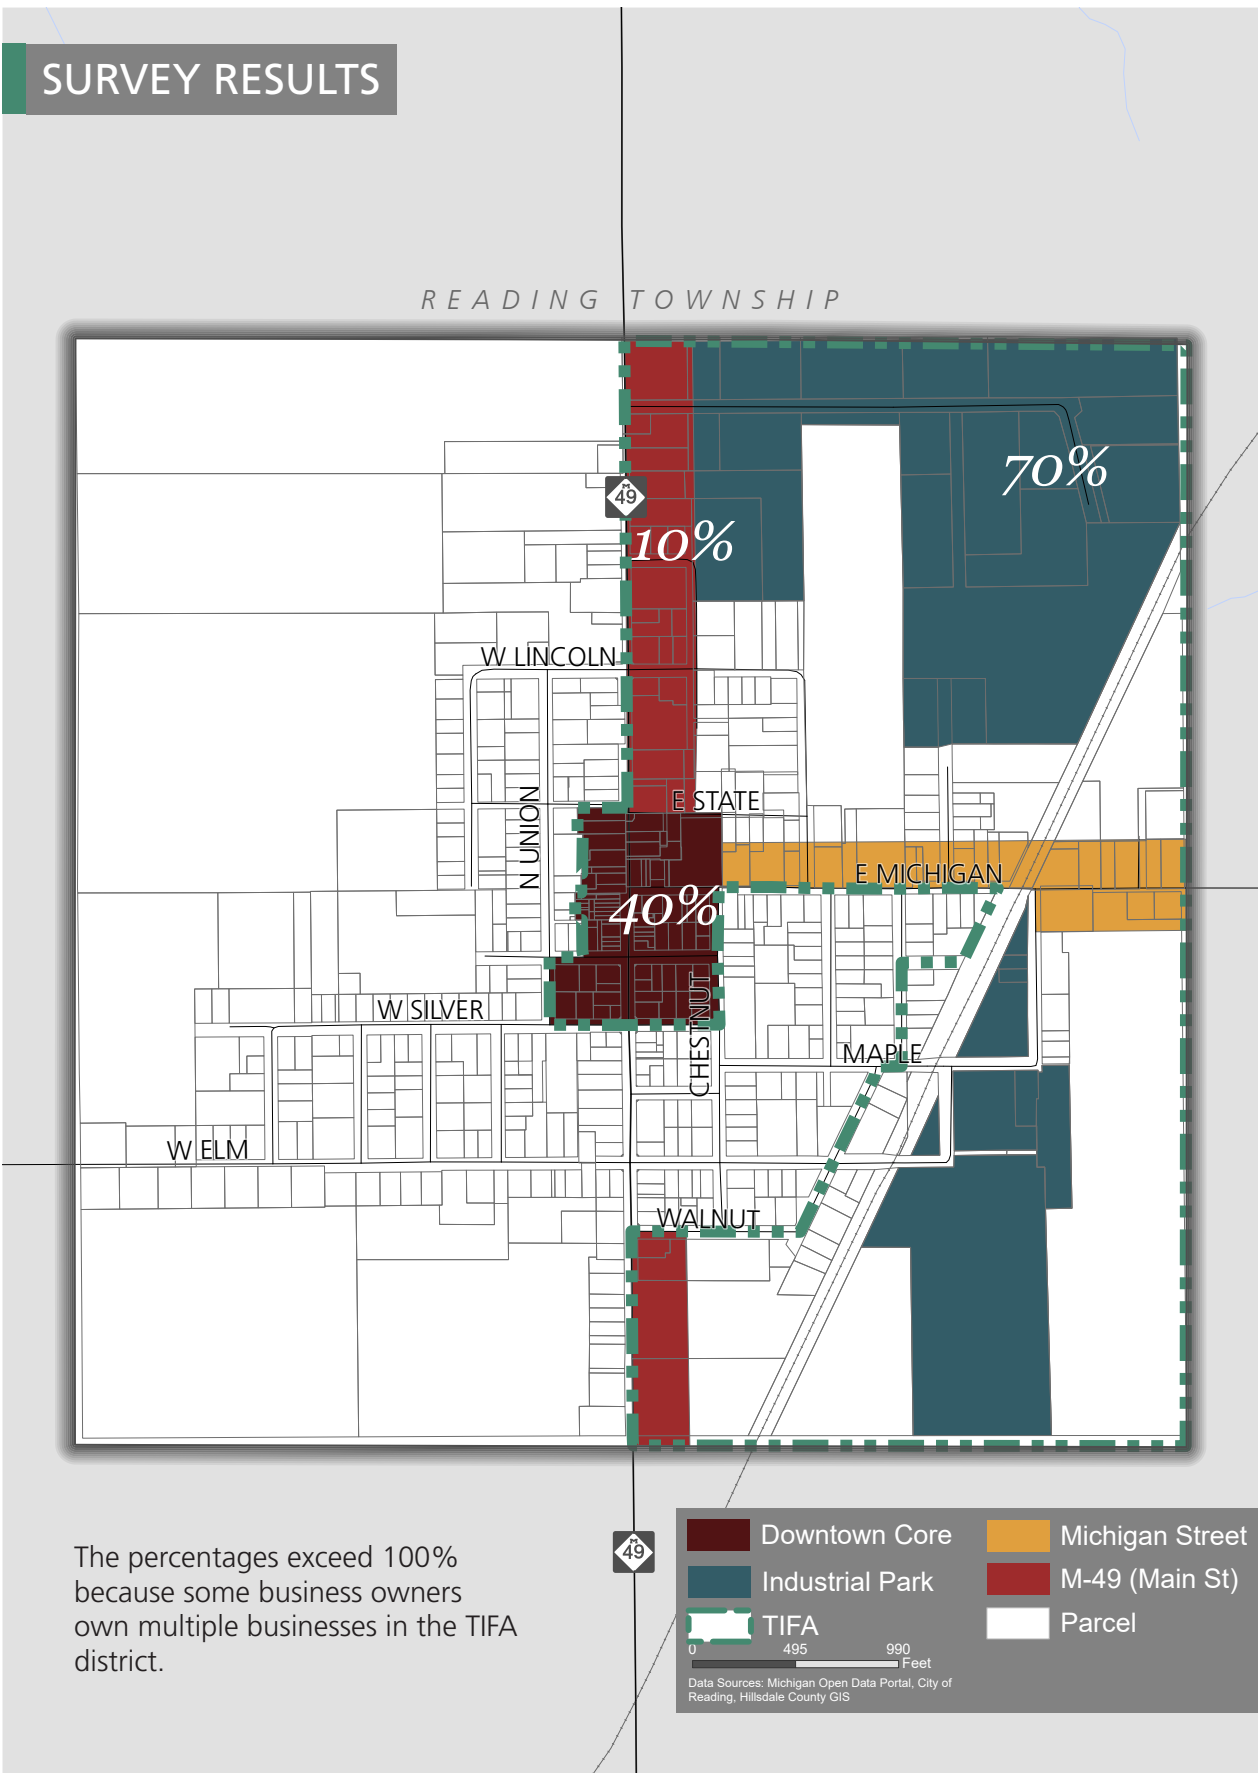 SURVEY RESULTS
READING TOWNSHIP
70%
M
49
10%
W LINCOLN
E STATE
N UNION
E MICHIGAN
40%
W SILVER
CHESTNUT
MAPLE
W ELM
WALNUT
The percentages exceed 100%
because some business owners
own multiple businesses in the TIFA
district.
M
49
Downtown Core
Industrial Park
TIFA
Michigan Street
M-49 (Main St)
Parcel
0 495 990
Feet
Data Sources: Michigan Open Data Portal, City of
Reading, Hillsdale County GIS